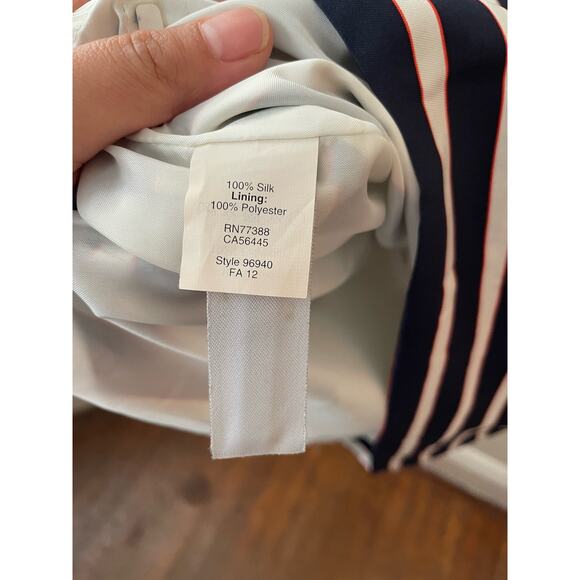 100% Silk
Lining:
100% Polyester
RN77388
CA56445
Style 96940
FA 12